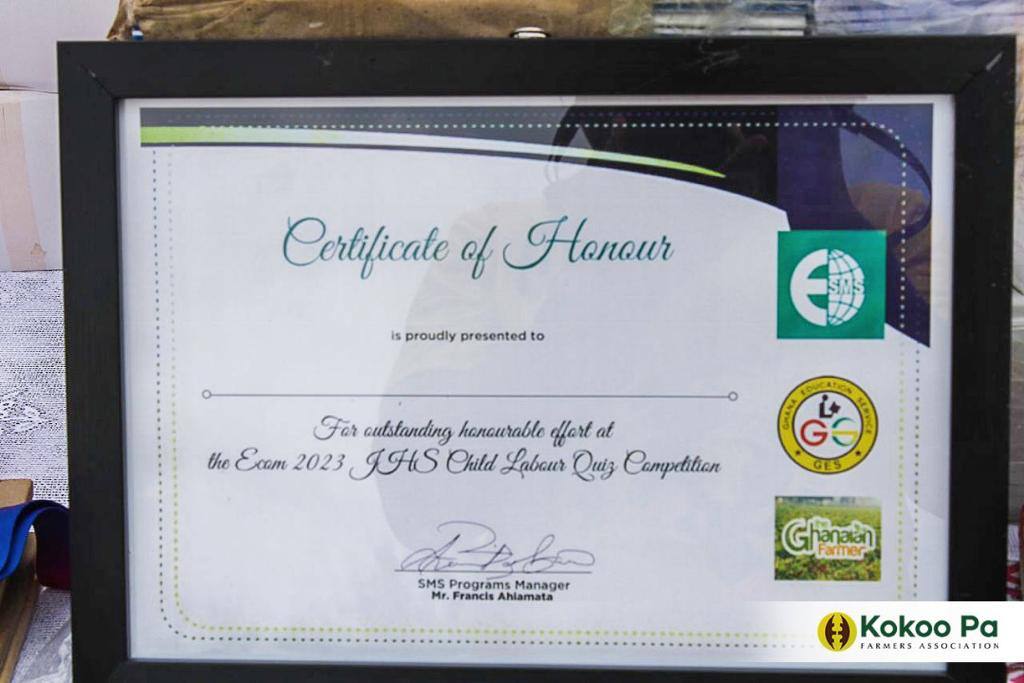 Certificate of Honour
is proudly presented to
For outstanding honourable effort at
the Ecom 2023 JHS Child Labour Quiz Competition
SMS Programs Manager
Mr. Francis Ahiamata
E SMS
GHANA EDUCATION SERVICE
GES
GES
the
Ghanaian
Farmer
Kokoo Pa
FARMERS ASSOCIATION